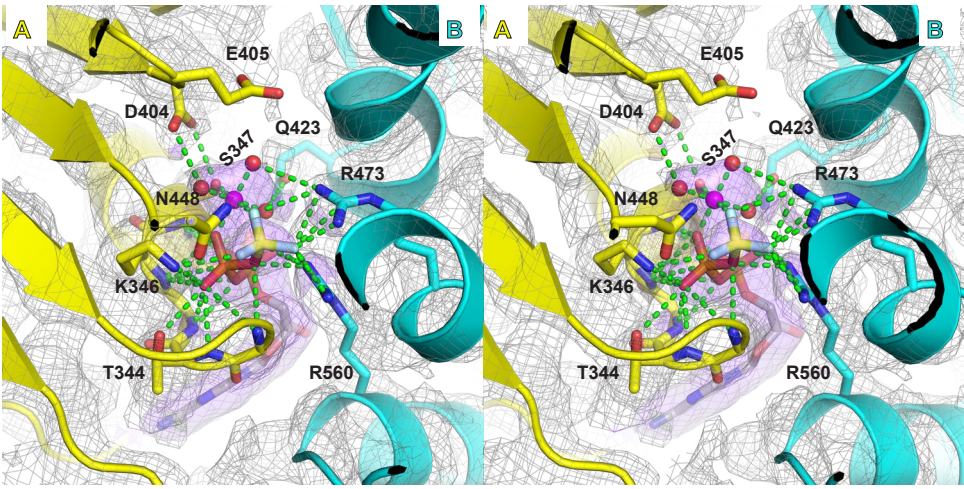 A B A B
E405 E405
D404 D404
Q423 Q423
S347 S347
R473 R473
N448 N448
K346 K346
T344 R560 T344 R560